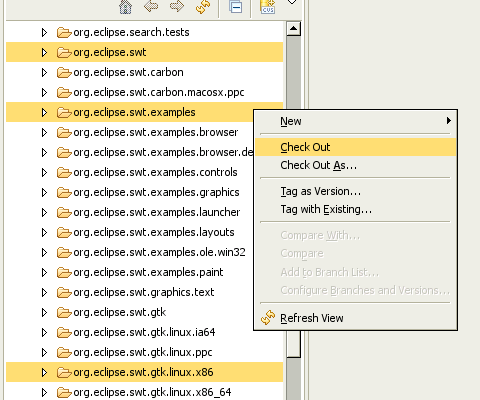 CVS
org.eclipse.search.tests
org.eclipse.swt
org.eclipse.swt.carbon
org.eclipse.swt.carbon.macosx.ppc
org.eclipse.swt.examples
org.eclipse.swt.examples.browser
org.eclipse.swt.examples.browser.de
org.eclipse.swt.examples.controls
org.eclipse.swt.examples.graphics
org.eclipse.swt.examples.launcher
org.eclipse.swt.examples.layouts
org.eclipse.swt.examples.ole.win32
org.eclipse.swt.examples.paint
org.eclipse.swt.graphics.text
org.eclipse.swt.gtk
org.eclipse.swt.gtk.linux.ia64
org.eclipse.swt.gtk.linux.ppc
org.eclipse.swt.gtk.linux.x86
org.eclipse.swt.gtk.linux.x86_64
New
Check Out
Check Out As...
Tag as Version...
Tag with Existing...
Compare With...
Compare
Add to Branch List...
Configure Branches and Versions...
Refresh View